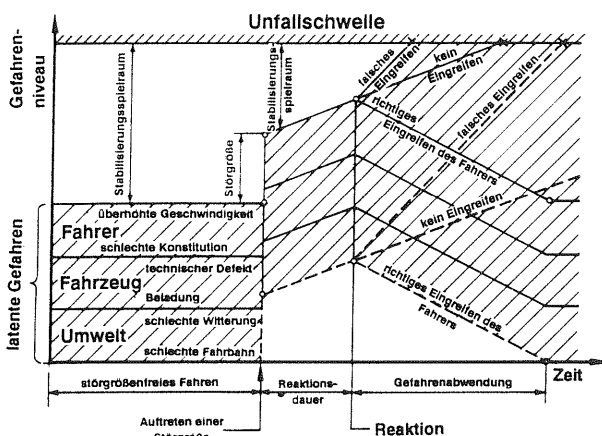 Unfallschwelle
Gefahren-
niveau
Stabilisierungsspielraum
Stabilisierungs
spielraum
Störgröße
falsches
Eingreifen
kein
Eingreifen
richtiges
Eingreifen des
Fahrers
falsches Eingreifen
kein Eingreifen
richtiges Eingreifen des
Fahrers
latente Gefahren
überhöhte Geschwindigkeit
Fahrer
schlechte Konstitution
technischer Defekt
Fahrzeug
Beladung
schlechte Witterung
Umwelt
schlechte Fahrbahn
Zeit
störgrößenfreies Fahren
Reaktions-
dauer
Gefahrenabwendung
Auftreten einer
Störgröße
Reaktion